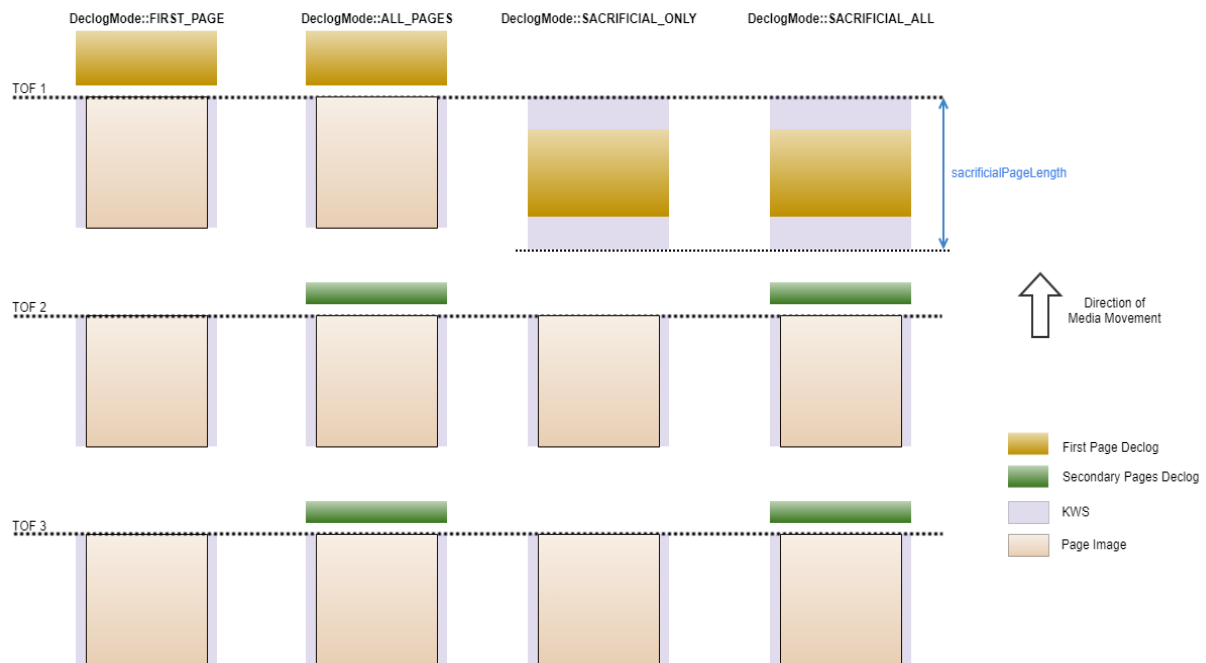 DeclogMode::FIRST_PAGE
DeclogMode::ALL_PAGES
DeclogMode::SACRIFICIAL_ONLY
DeclogMode::SACRIFICIAL_ALL
TOF 1
sacrificialPageLength
TOF 2
Direction of
Media Movement
First Page Declog
Secondary Pages Declog
KWS
Page Image
TOF 3